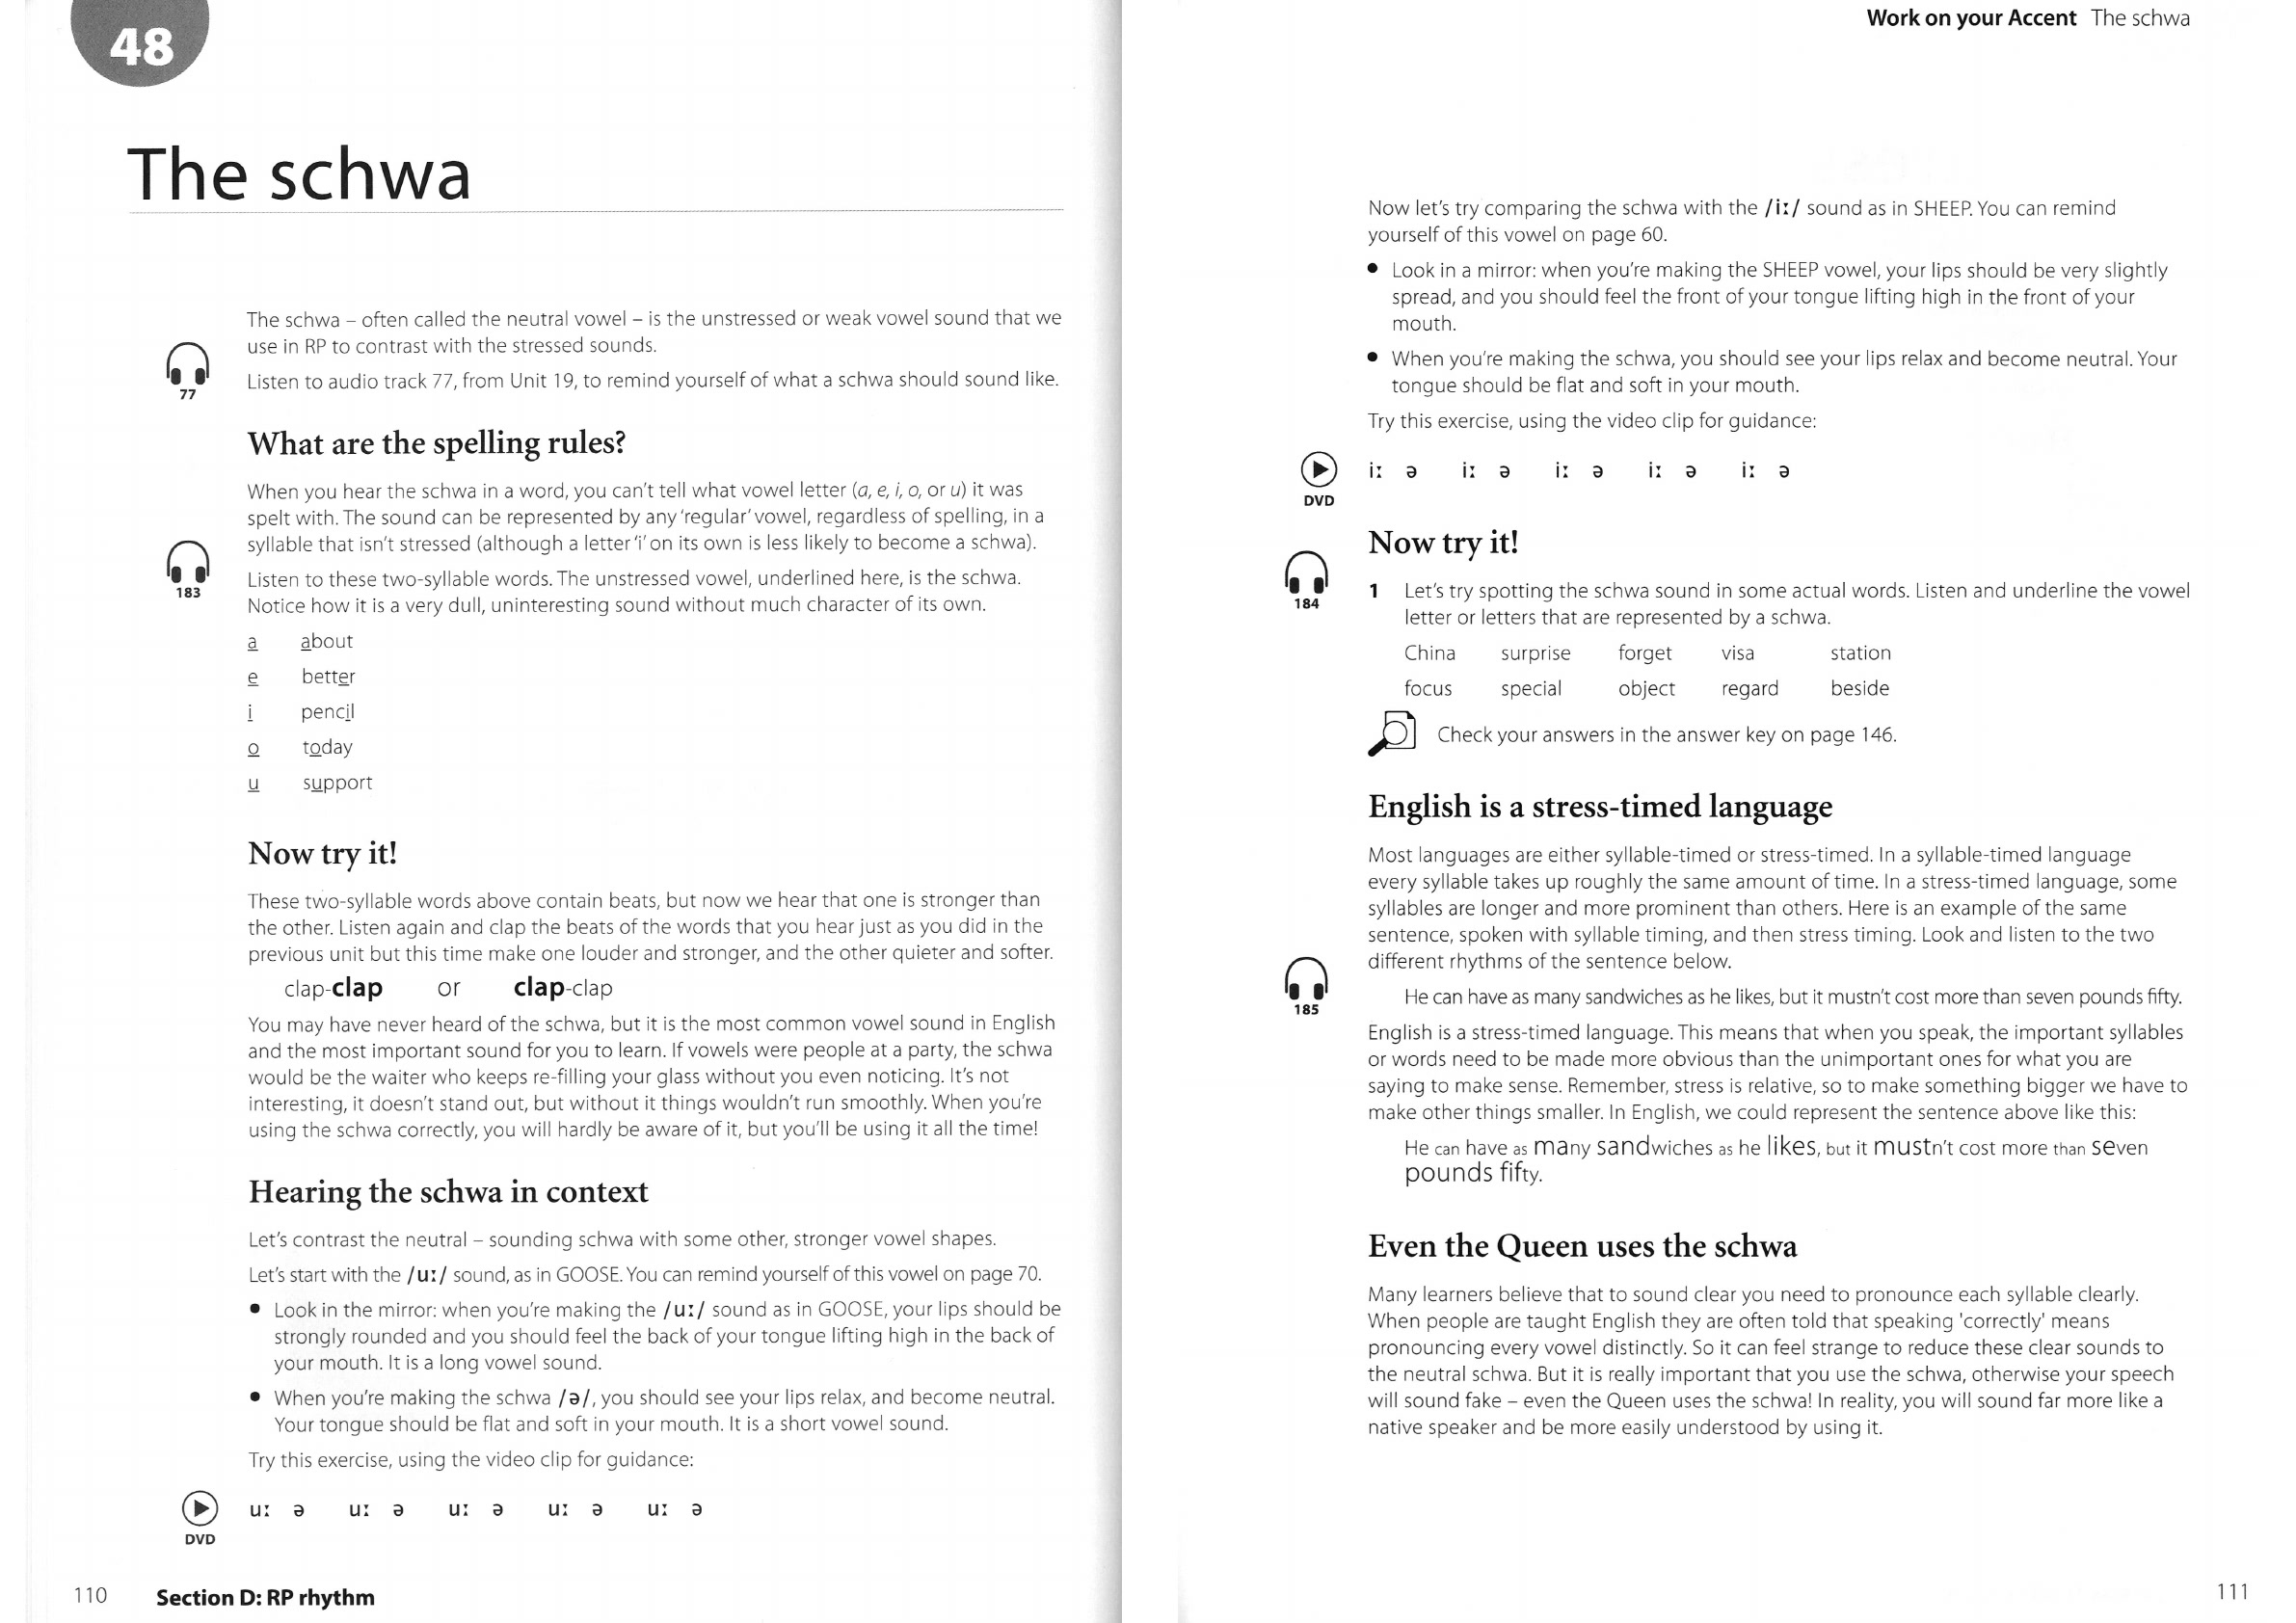 48
The schwa
The schwa – often called the neutral vowel – is the unstressed or weak vowel sound that we
use in RP to contrast with the stressed sounds.
Listen to audio track 77, from Unit 19, to remind yourself of what a schwa should sound like.
77
What are the spelling rules?
When you hear the schwa in a word, you can't tell what vowel letter (a, e, i, o, or u) it was
spelt with. The sound can be represented by any 'regular' vowel, regardless of spelling, in a
syllable that isn't stressed (although a letter 'i' on its own is less likely to become a schwa).
Listen to these two-syllable words. The unstressed vowel, underlined here, is the schwa.
183
Notice how it is a very dull, uninteresting sound without much character of its own.
a about
e better
i pencil
o today
u support
Now try it!
These two-syllable words above contain beats, but now we hear that one is stronger than
the other. Listen again and clap the beats of the words that you hear just as you did in the
previous unit but this time make one louder and stronger, and the other quieter and softer.
clap-clap or clap-clap
You may have never heard of the schwa, but it is the most common vowel sound in English
and the most important sound for you to learn. If vowels were people at a party, the schwa
would be the waiter who keeps re-filling your glass without you even noticing. It's not
interesting, it doesn't stand out, but without it things wouldn't run smoothly. When you're
using the schwa correctly, you will hardly be aware of it, but you'll be using it all the time!
Hearing the schwa in context
Let's contrast the neutral – sounding schwa with some other, stronger vowel shapes.
Let's start with the /uː/ sound, as in GOOSE. You can remind yourself of this vowel on page 70.
• Look in the mirror: when you're making the /uː/ sound as in GOOSE, your lips should be
strongly rounded and you should feel the back of your tongue lifting high in the back of
your mouth. It is a long vowel sound.
• When you're making the schwa /ə/, you should see your lips relax, and become neutral.
Your tongue should be flat and soft in your mouth. It is a short vowel sound.
Try this exercise, using the video clip for guidance:
uː ə uː ə uː ə uː ə uː ə
DVD
110 Section D: RP rhythm
Work on your Accent The schwa
Now let's try comparing the schwa with the /iː/ sound as in SHEEP. You can remind
yourself of this vowel on page 60.
• Look in a mirror: when you're making the SHEEP vowel, your lips should be very slightly
spread, and you should feel the front of your tongue lifting high in the front of your
mouth.
• When you're making the schwa, you should see your lips relax and become neutral. Your
tongue should be flat and soft in your mouth.
Try this exercise, using the video clip for guidance:
iː ə iː ə iː ə iː ə iː ə
DVD
Now try it!
1 Let's try spotting the schwa sound in some actual words. Listen and underline the vowel
184
letter or letters that are represented by a schwa.
China surprise forget visa station
focus special object regard beside
Check your answers in the answer key on page 146.
English is a stress-timed language
Most languages are either syllable-timed or stress-timed. In a syllable-timed language
every syllable takes up roughly the same amount of time. In a stress-timed language, some
syllables are longer and more prominent than others. Here is an example of the same
sentence, spoken with syllable timing, and then stress timing. Look and listen to the two
different rhythms of the sentence below.
He can have as many sandwiches as he likes, but it mustn't cost more than seven pounds fifty.
185
English is a stress-timed language. This means that when you speak, the important syllables
or words need to be made more obvious than the unimportant ones for what you are
saying to make sense. Remember, stress is relative, so to make something bigger we have to
make other things smaller. In English, we could represent the sentence above like this:
He can have as many sandwiches as he likes, but it mustn't cost more than seven
pounds fifty.
Even the Queen uses the schwa
Many learners believe that to sound clear you need to pronounce each syllable clearly.
When people are taught English they are often told that speaking 'correctly' means
pronouncing every vowel distinctly. So it can feel strange to reduce these clear sounds to
the neutral schwa. But it is really important that you use the schwa, otherwise your speech
will sound fake – even the Queen uses the schwa! In reality, you will sound far more like a
native speaker and be more easily understood by using it.
111